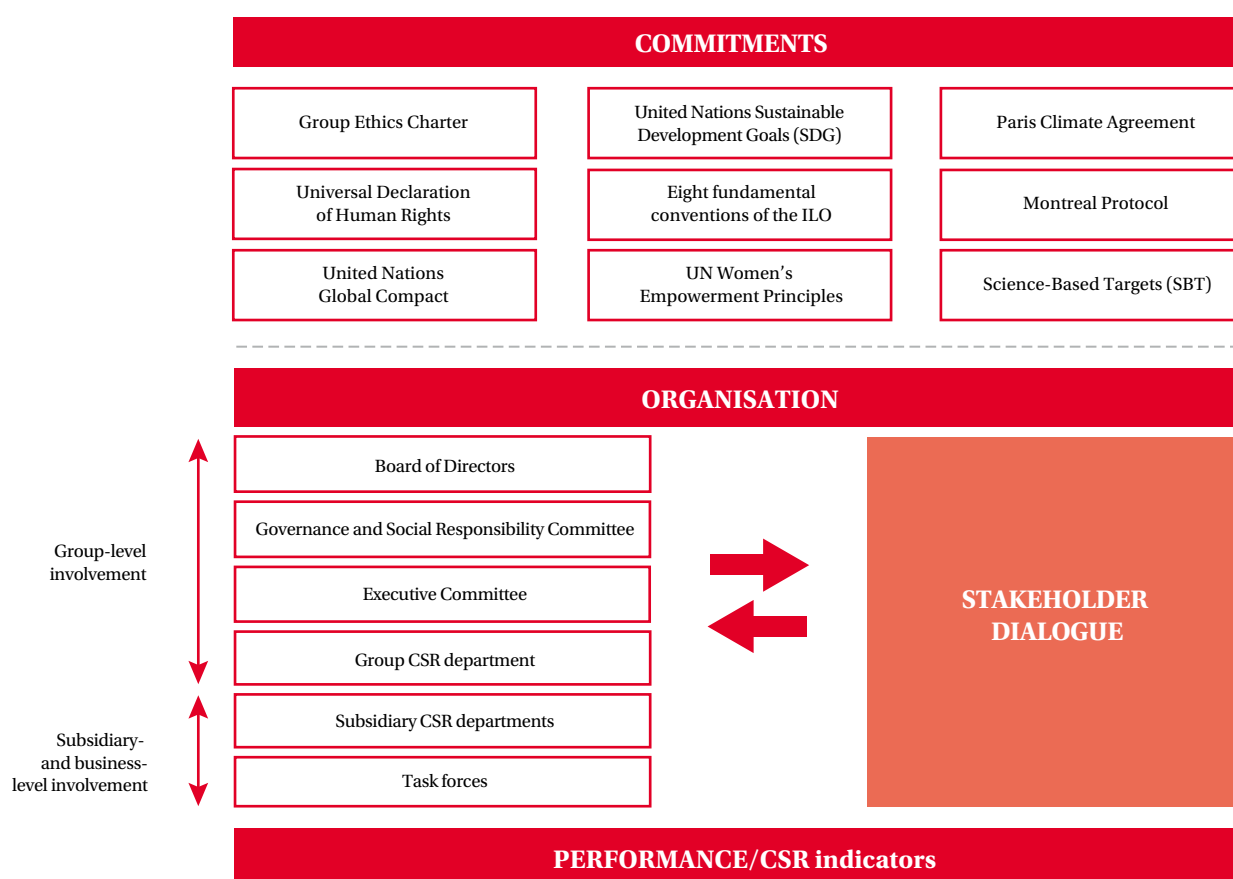 COMMITMENTS
Group Ethics Charter
United Nations Sustainable
Development Goals (SDG)
Paris Climate Agreement
Universal Declaration
of Human Rights
Eight fundamental
conventions of the ILO
Montreal Protocol
United Nations
Global Compact
UN Women's
Empowerment Principles
Science-Based Targets (SBT)
ORGANISATION
Group-level
involvement
Board of Directors
Governance and Social Responsibility Committee
Executive Committee
Group CSR department
Subsidiary-
and business-
level involvement
Subsidiary CSR departments
Task forces
STAKEHOLDER
DIALOGUE
PERFORMANCE/CSR indicators